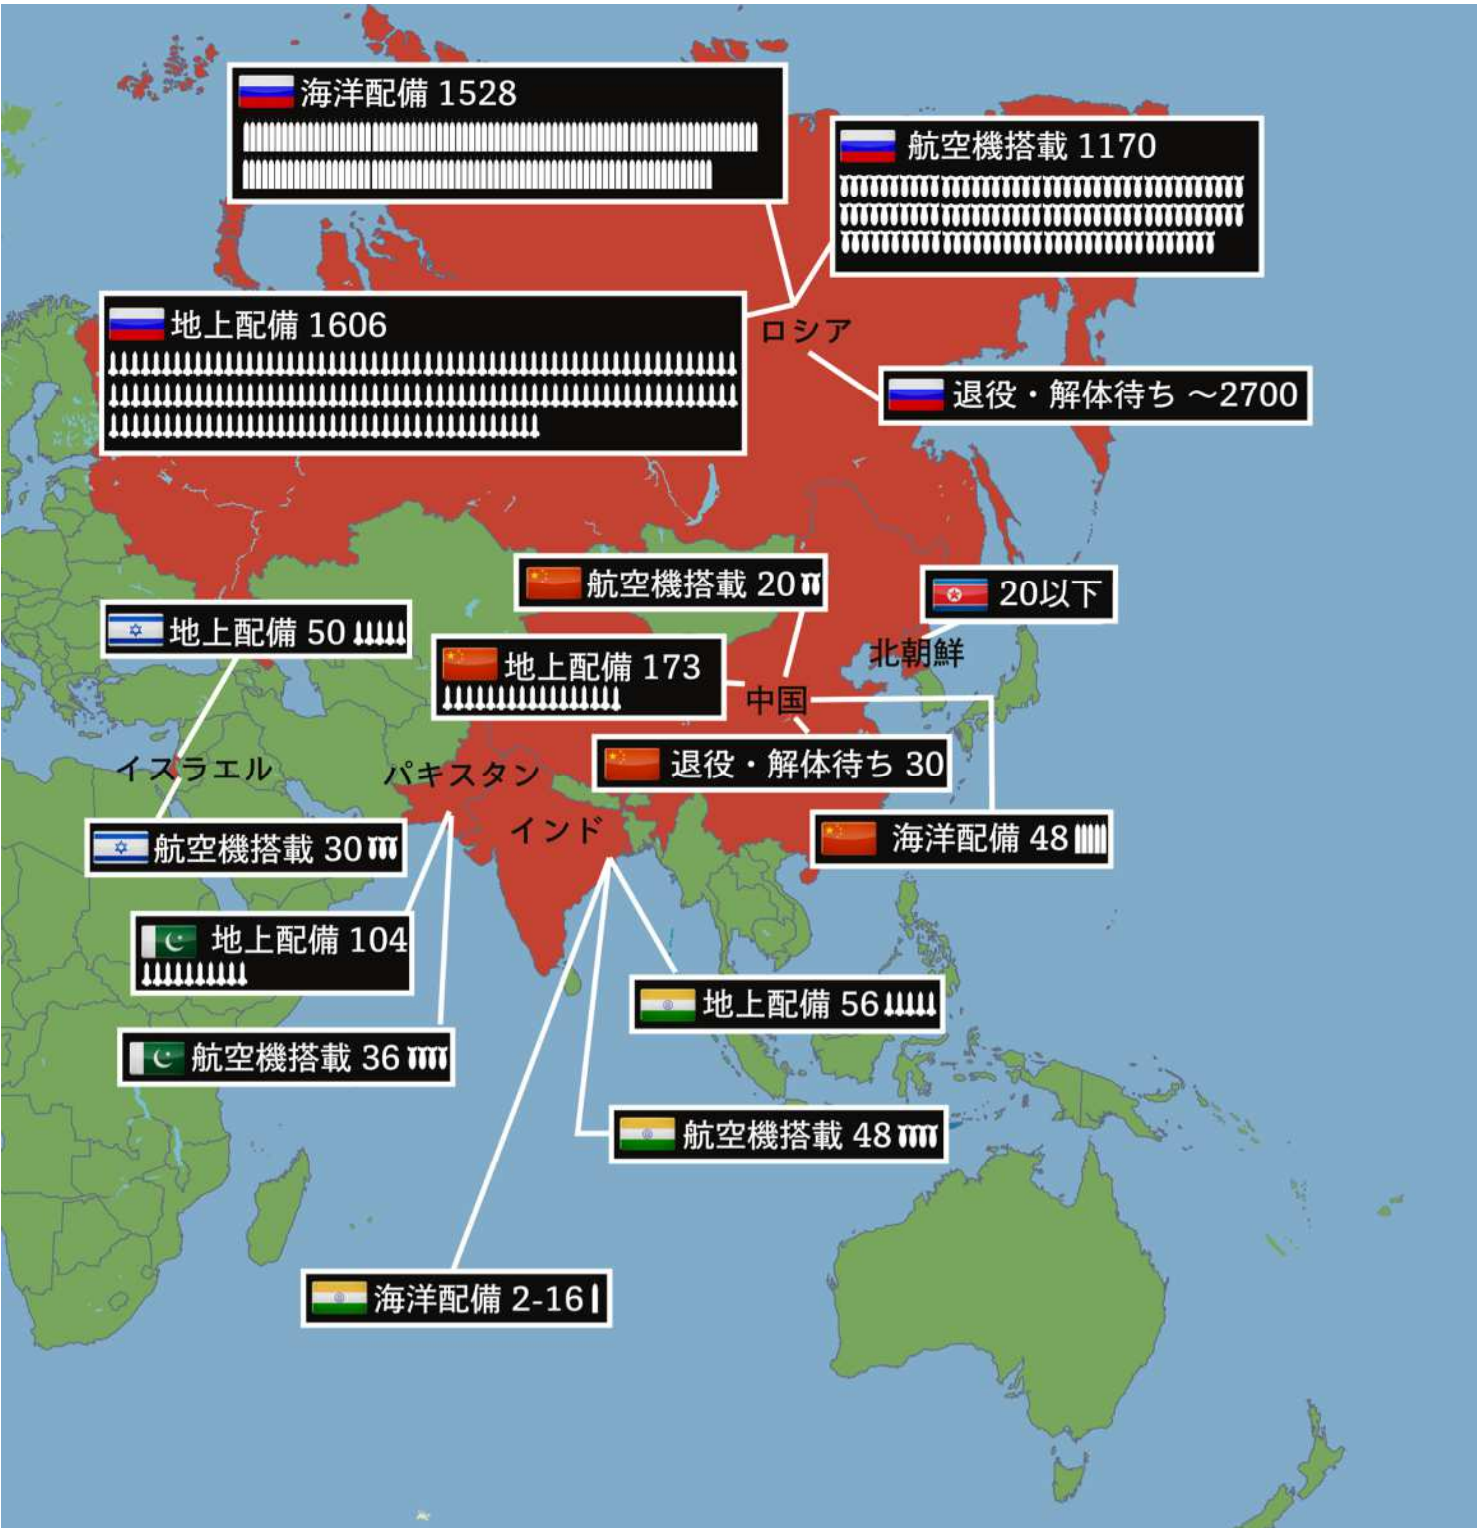 海洋配備 1528
航空機搭載 1170
地上配備 1606
ロシア
退役・解体待ち ～2700
航空機搭載 20
20以下
地上配備 50
北朝鮮
地上配備 173
中国
退役・解体待ち 30
イスラエル
パキスタン
インド
海洋配備 48
航空機搭載 30
地上配備 104
地上配備 56
航空機搭載 36
航空機搭載 48
海洋配備 2-16